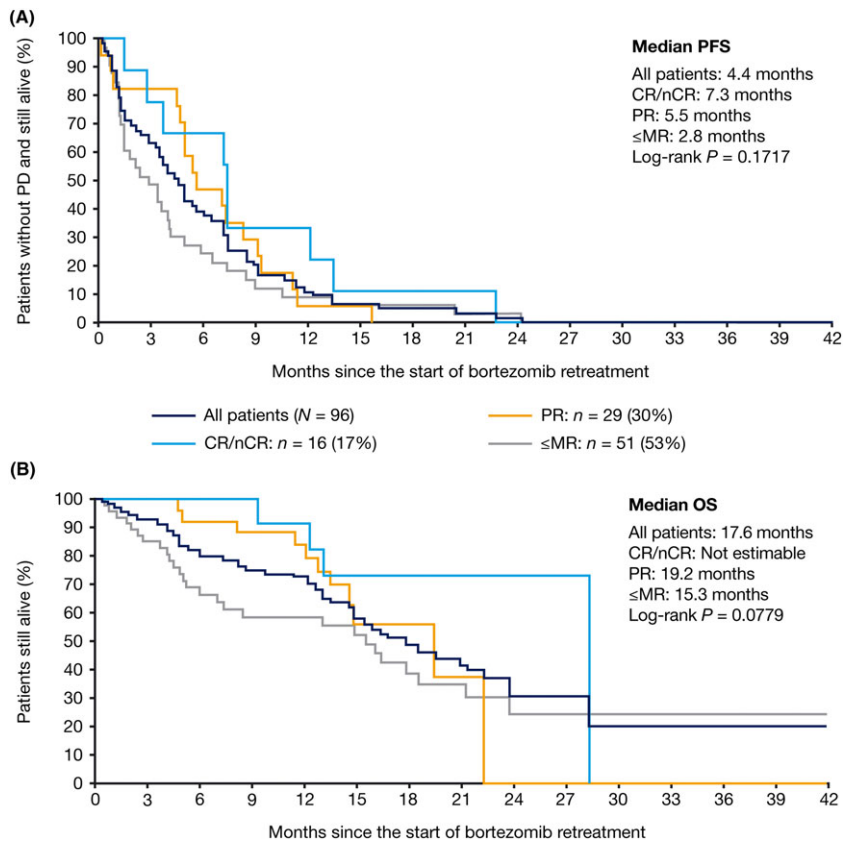 (A)
Patients without PD and still alive (%)
100
90
80
70
60
50
40
30
20
10
0
0 3 6 9 12 15 18 21 24 27 30 33 36 39 42
Months since the start of bortezomib retreatment
Median PFS
All patients: 4.4 months
CR/nCR: 7.3 months
PR: 5.5 months
≤MR: 2.8 months
Log-rank P = 0.1717
All patients (N = 96)
PR: n = 29 (30%)
CR/nCR: n = 16 (17%)
≤MR: n = 51 (53%)
(B)
Patients still alive (%)
100
90
80
70
60
50
40
30
20
10
0
0 3 6 9 12 15 18 21 24 27 30 33 36 39 42
Months since the start of bortezomib retreatment
Median OS
All patients: 17.6 months
CR/nCR: Not estimable
PR: 19.2 months
≤MR: 15.3 months
Log-rank P = 0.0779